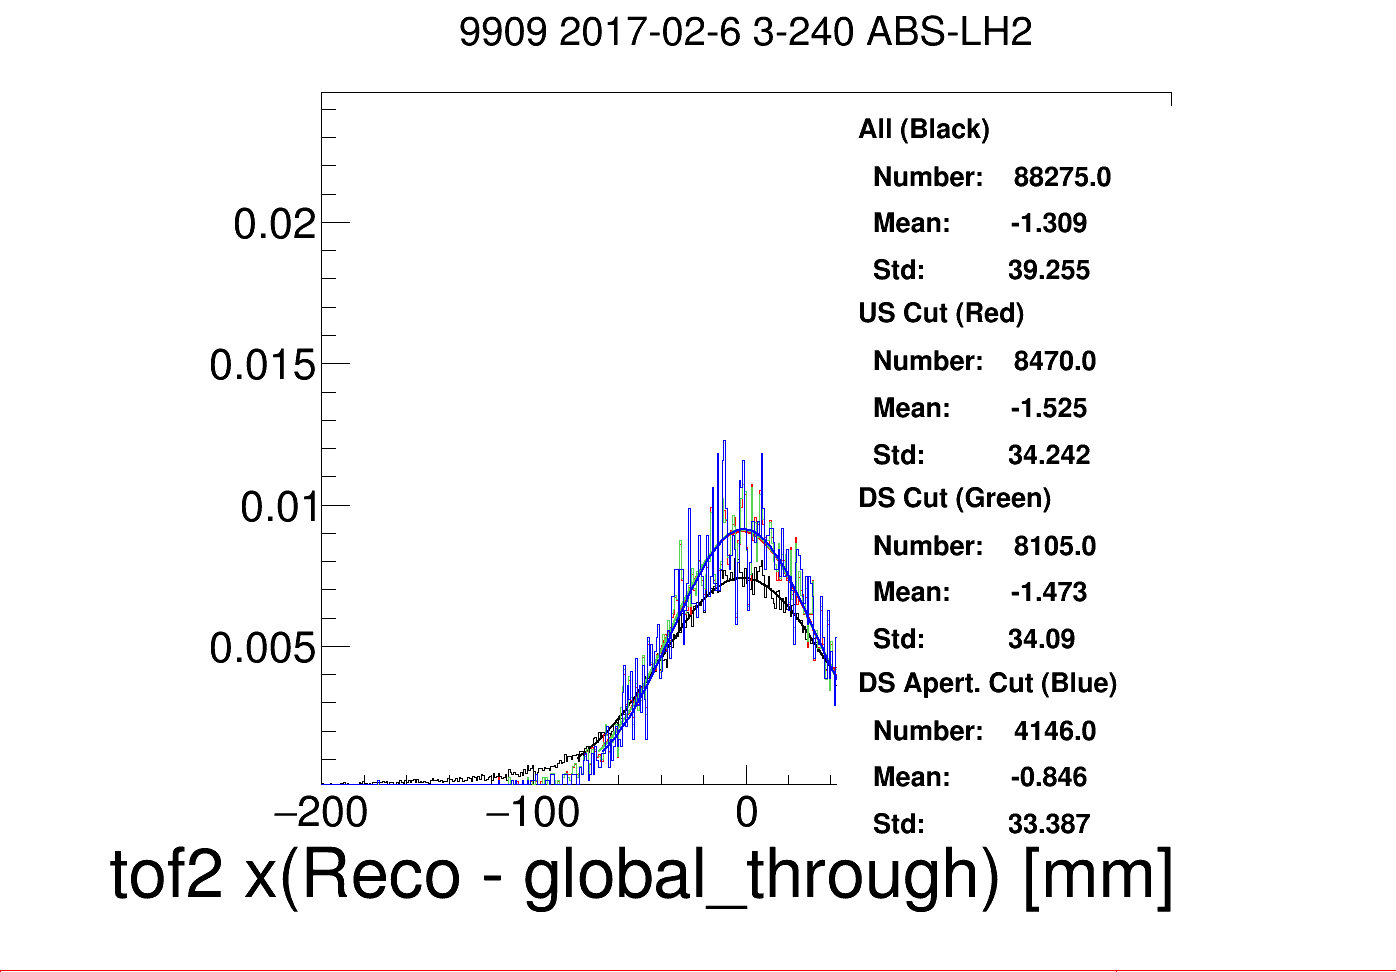 9909 2017-02-6 3-240 ABS-LH2
All (Black)
Number: 88275.0
Mean: -1.309
Std: 39.255
US Cut (Red)
Number: 8470.0
Mean: -1.525
Std: 34.242
DS Cut (Green)
Number: 8105.0
Mean: -1.473
Std: 34.09
DS Apert. Cut (Blue)
Number: 4146.0
Mean: -0.846
Std: 33.387
0.02
0.015
0.01
0.005
−200 −100 0
tof2 x(Reco - global_through) [mm]